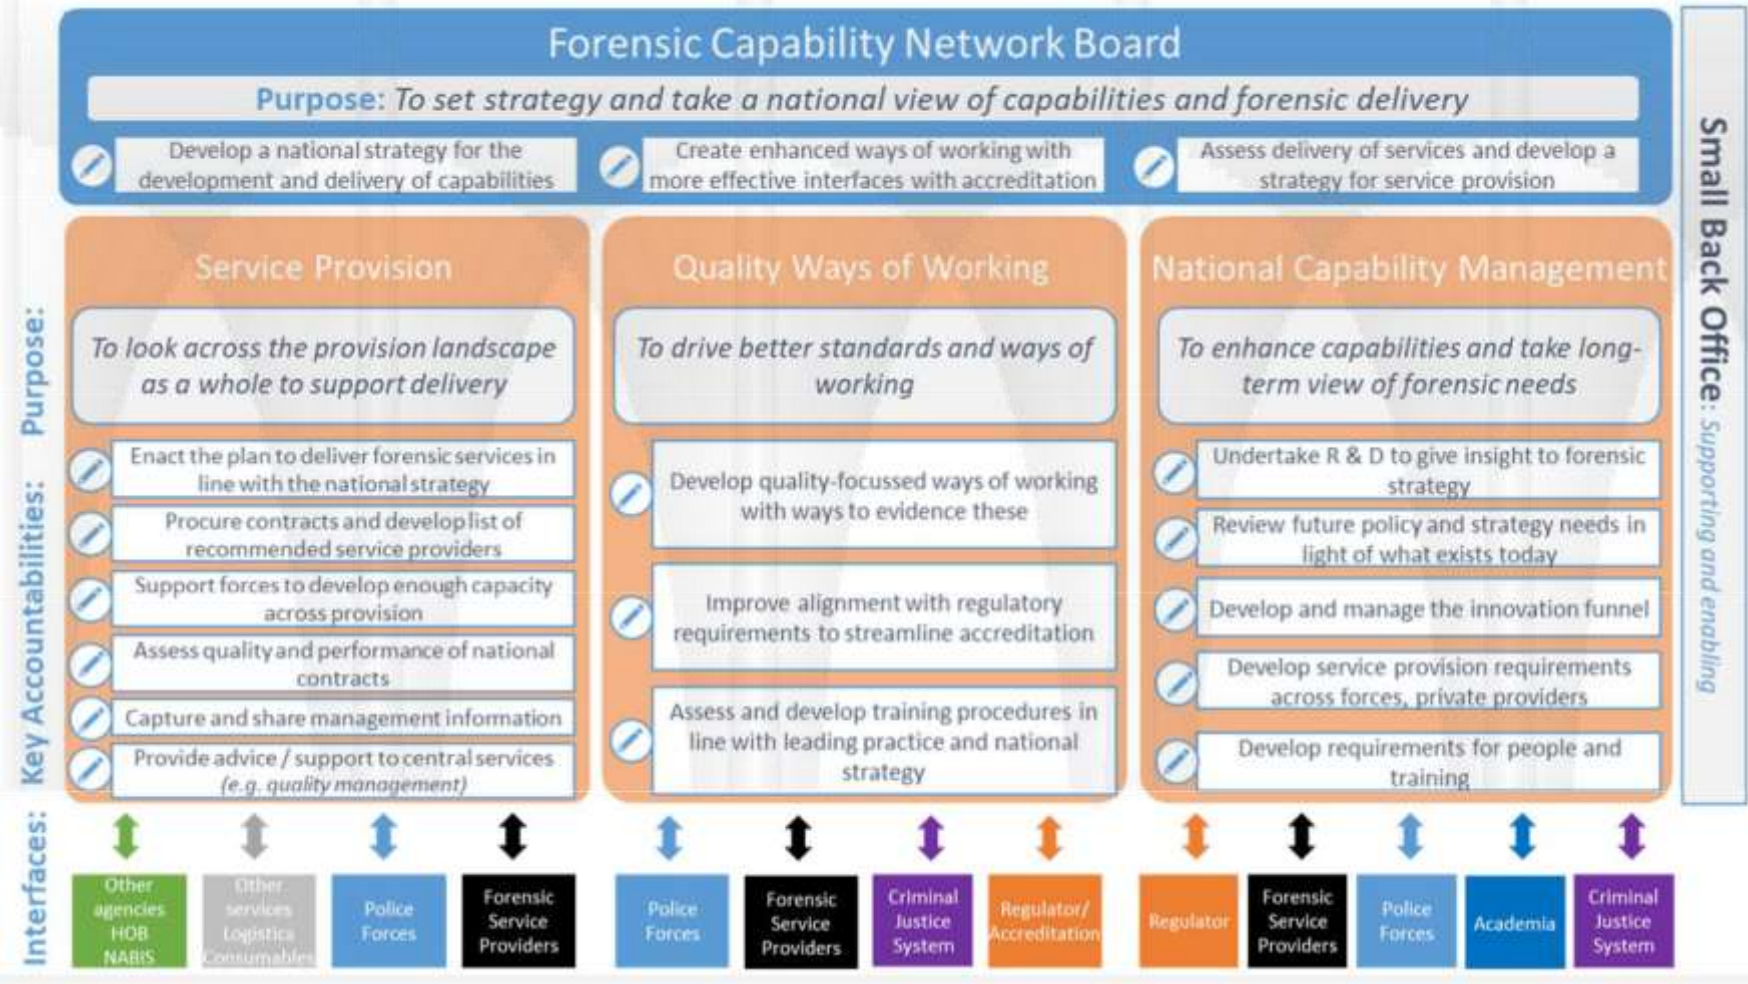 Forensic Capability Network Board
Purpose: To set strategy and take a national view of capabilities and forensic delivery
Develop a national strategy for the
development and delivery of capabilities
Create enhanced ways of working with
more effective interfaces with accreditation
Assess delivery of services and develop a
strategy for service provision
Small Back Office: Supporting and enabling
Purpose:
Key Accountabilities:
Interfaces:
Service Provision
To look across the provision landscape
as a whole to support delivery
Enact the plan to deliver forensic services in
line with the national strategy
Procure contracts and develop list of
recommended service providers
Support forces to develop enough capacity
across provision
Assess quality and performance of national
contracts
Capture and share management information
Provide advice / support to central services
(e.g. quality management)
Other
agencies
HOB
NABIS
Other
services
Logistics
Consumables
Police
Forces
Forensic
Service
Providers
Quality Ways of Working
To drive better standards and ways of
working
Develop quality-focussed ways of working
with ways to evidence these
Improve alignment with regulatory
requirements to streamline accreditation
Assess and develop training procedures in
line with leading practice and national
strategy
Police
Forces
Forensic
Service
Providers
Criminal
Justice
System
Regulator/
Accreditation
National Capability Management
To enhance capabilities and take long-
term view of forensic needs
Undertake R & D to give insight to forensic
strategy
Review future policy and strategy needs in
light of what exists today
Develop and manage the innovation funnel
Develop service provision requirements
across forces, private providers
Develop requirements for people and
training
Regulator
Forensic
Service
Providers
Police
Forces
Academia
Criminal
Justice
System